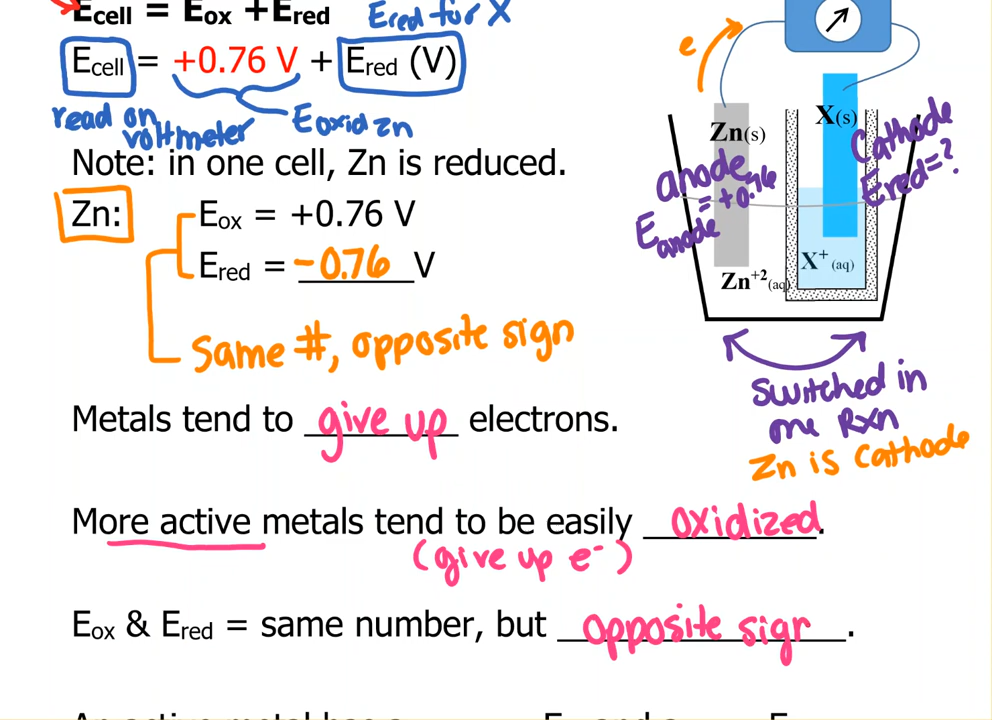 Ecell = Eox +Ered
Ered for X
Ecell = +0.76 V + Ered (V)
read on
voltmeter
E oxid zn
Note: in one cell, Zn is reduced.
Zn:
Eox = +0.76 V
Ered = -0.76 V
Same #, opposite sign
e
Zn(s)
X(s)
anode
= +0.76
Eanode
Cathode
Ered=?
X+ (aq)
Zn+2(aq)
Switched in
one Rxn
Zn is cathode
Metals tend to give up electrons.
More active metals tend to be easily oxidized.
(give up e-)
Eox & Ered = same number, but opposite sign.